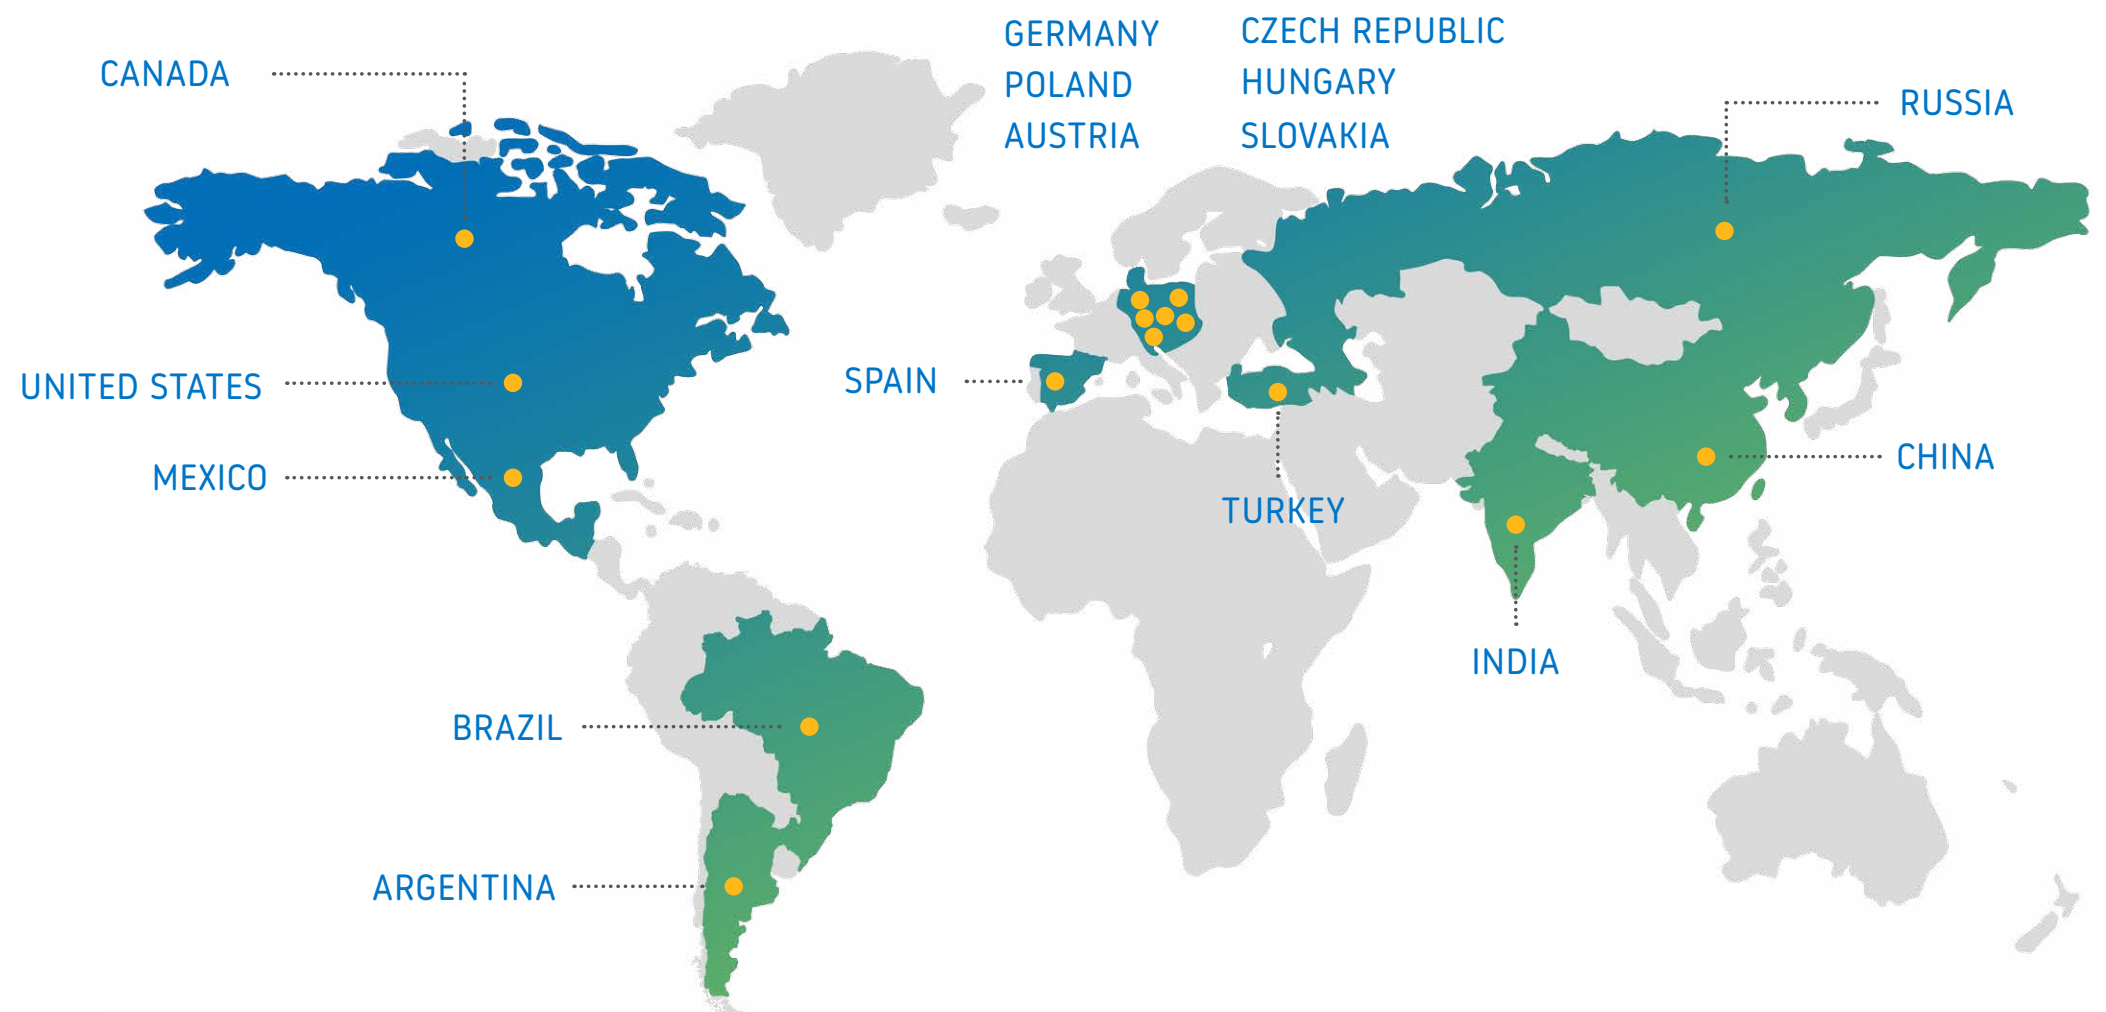 GERMANY
POLAND
AUSTRIA
CZECH REPUBLIC
HUNGARY
SLOVAKIA
CANADA
RUSSIA
UNITED STATES
SPAIN
MEXICO
CHINA
TURKEY
INDIA
BRAZIL
ARGENTINA